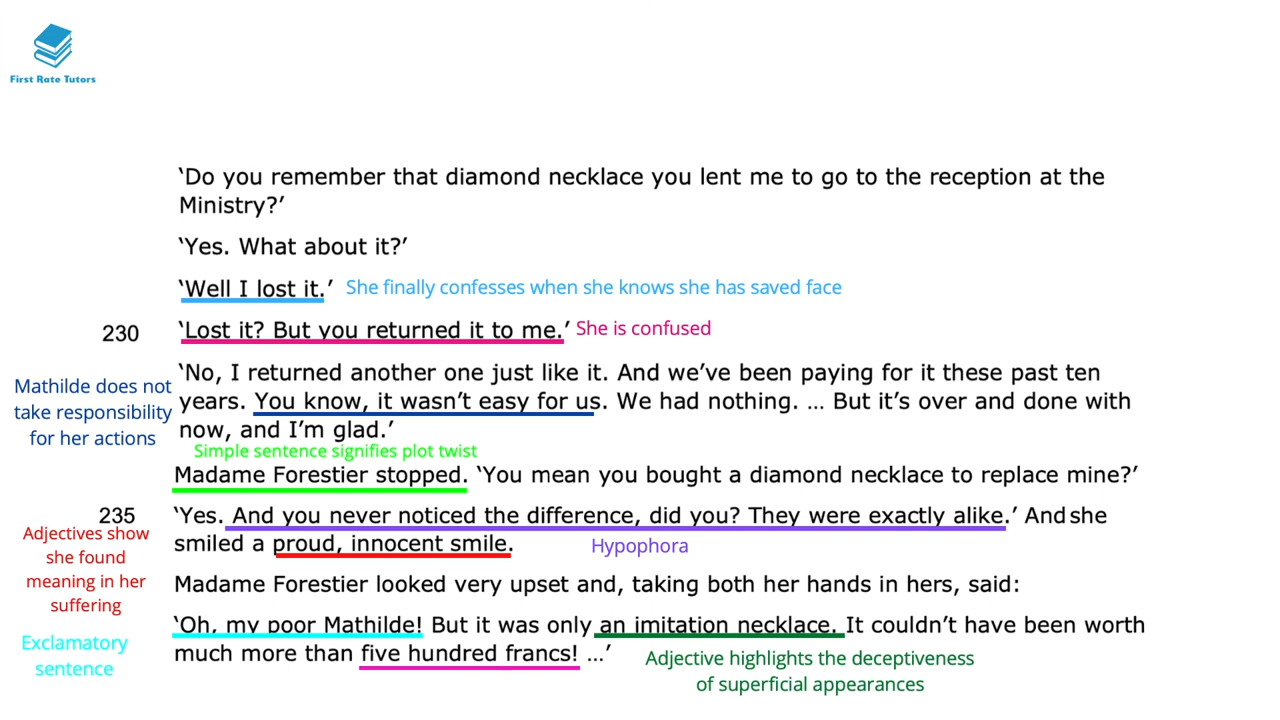 First Rate Tutors
‘Do you remember that diamond necklace you lent me to go to the reception at the
Ministry?’
‘Yes. What about it?’
‘Well I lost it.’ She finally confesses when she knows she has saved face
230 ‘Lost it? But you returned it to me.’ She is confused
‘No, I returned another one just like it. And we’ve been paying for it these past ten
years. You know, it wasn’t easy for us. We had nothing. ... But it’s over and done with
now, and I’m glad.’
Mathilde does not
take responsibility
for her actions
Simple sentence signifies plot twist
Madame Forestier stopped. ‘You mean you bought a diamond necklace to replace mine?’
235 ‘Yes. And you never noticed the difference, did you? They were exactly alike.’ And she
smiled a proud, innocent smile. Hypophora
Adjectives show
she found
meaning in her
suffering
Madame Forestier looked very upset and, taking both her hands in hers, said:
‘Oh, my poor Mathilde! But it was only an imitation necklace. It couldn’t have been worth
much more than five hundred francs! ...’
Exclamatory
sentence
Adjective highlights the deceptiveness
of superficial appearances